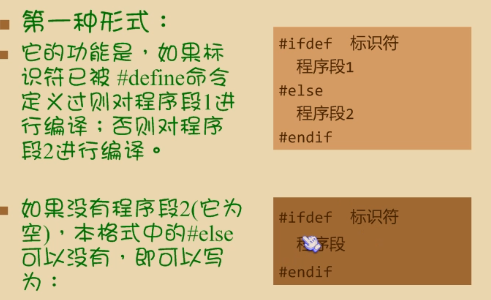 第一种形式：
它的功能是，如果标
识符已被 #define命令
定义过则对程序段1进
行编译；否则对程序
段2进行编译。
#ifdef 标识符
程序段1
#else
程序段2
#endif
如果没有程序段2(它为
空)，本格式中的#else
可以没有，即可以写
为：
#ifdef 标识符
程序段
#endif